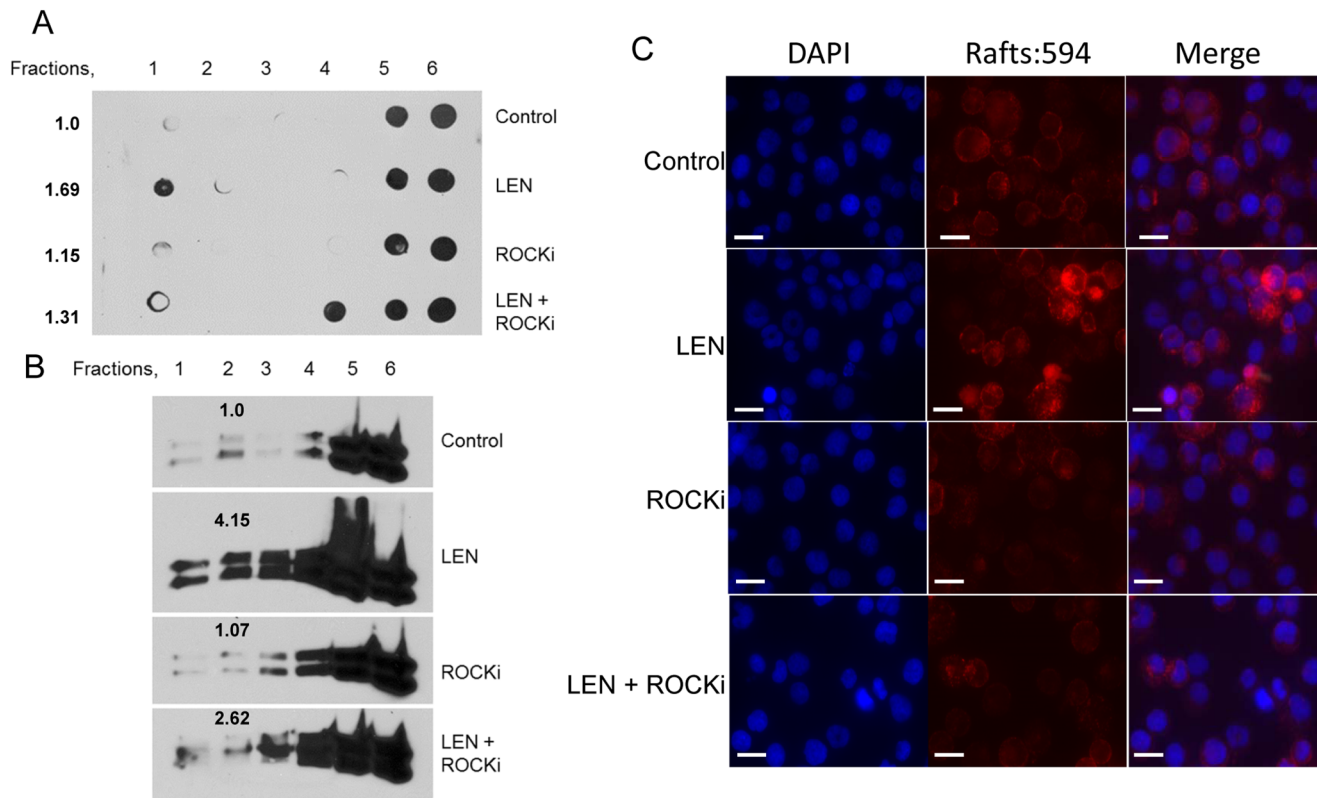 A
Fractions, 1 2 3 4 5 6
1.0 Control
1.69 LEN
1.15 ROCKi
1.31 LEN +
ROCKi
B Fractions, 1 2 3 4 5 6
1.0
Control
4.15
LEN
1.07
ROCKi
2.62
LEN +
ROCKi
C DAPI Rafts:594 Merge
Control
LEN
ROCKi
LEN + ROCKi